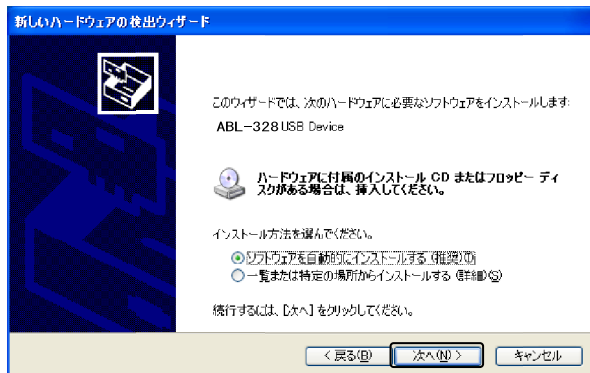 新しいハードウェアの検出ウィザード
このウィザードでは、次のハードウェアに必要なソフトウェアをインストールします:
ABL-328 USB Device
ハードウェアに付属のインストール CD またはフロッピー ディ
スクがある場合は、挿入してください。
インストール方法を選んでください。
ソフトウェアを自動的にインストールする (推奨)(I)
一覧または特定の場所からインストールする (詳細)(S)
続行するには、[次へ] をクリックしてください。
< 戻る(B)
次へ(N) >
キャンセル